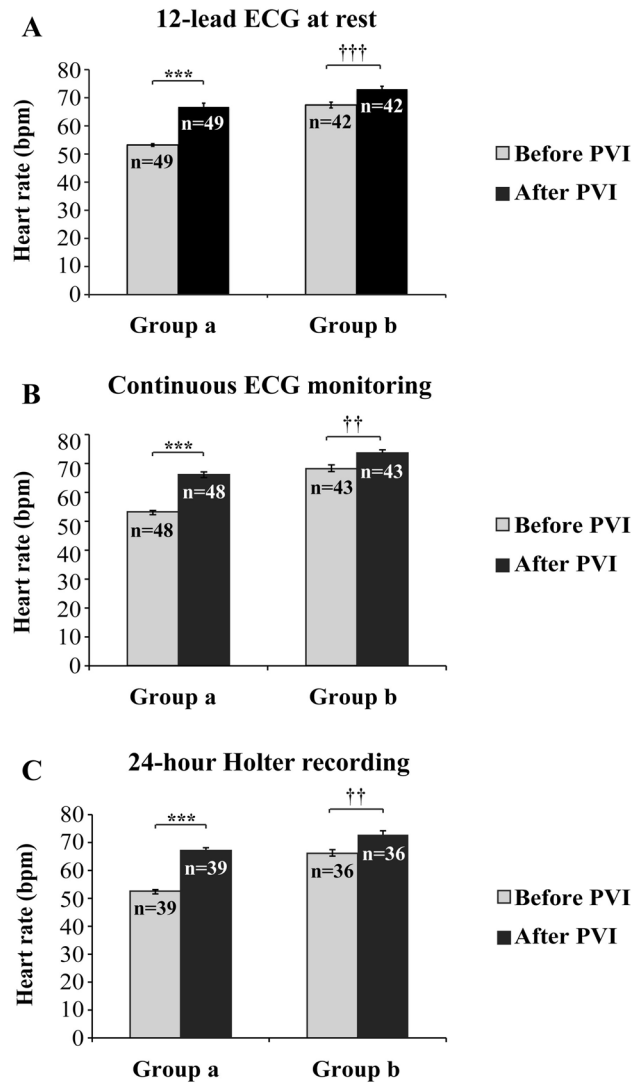 A
12-lead ECG at rest
Heart rate (bpm)
80
70
60
50
40
30
20
10
0
***
†††
n=49
n=49
n=42
n=42
Group a
Group b
Before PVI
After PVI
B
Continuous ECG monitoring
Heart rate (bpm)
80
70
60
50
40
30
20
10
0
***
††
n=48
n=48
n=43
n=43
Group a
Group b
Before PVI
After PVI
C
24-hour Holter recording
Heart rate (bpm)
80
70
60
50
40
30
20
10
0
***
††
n=39
n=39
n=36
n=36
Group a
Group b
Before PVI
After PVI